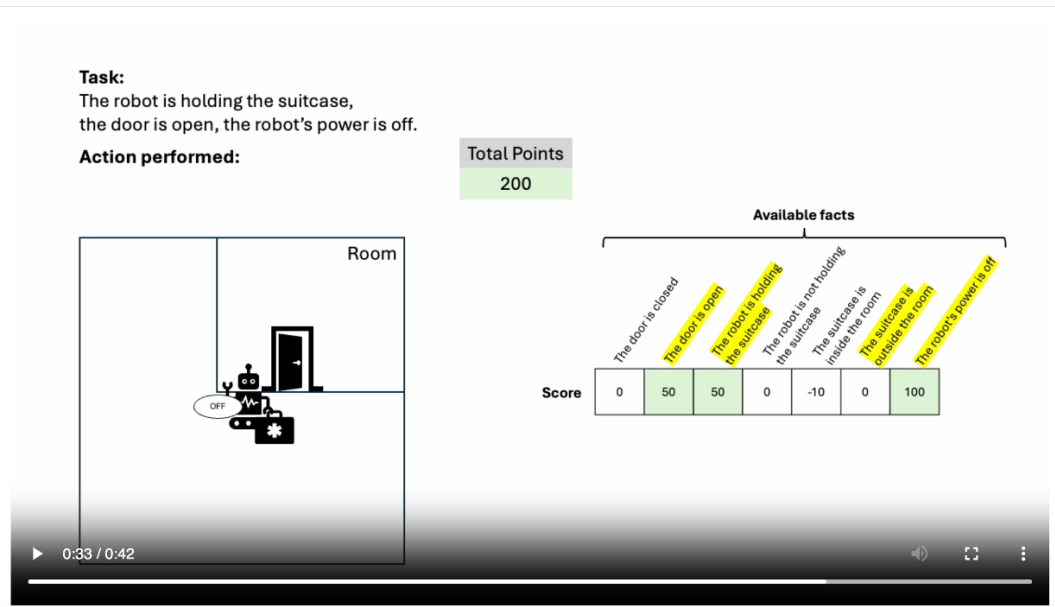 Task:
The robot is holding the suitcase,
the door is open, the robot's power is off.
Action performed:
Total Points
200
Available facts
Room
The door is closed
The door is open
The robot is holding
the suitcase
The robot is not holding
the suitcase
The suitcase is
inside the room
The suitcase is
outside the room
The robot's power is off
Score
0
50
50
0
-10
0
100
OFF
0:33 / 0:42